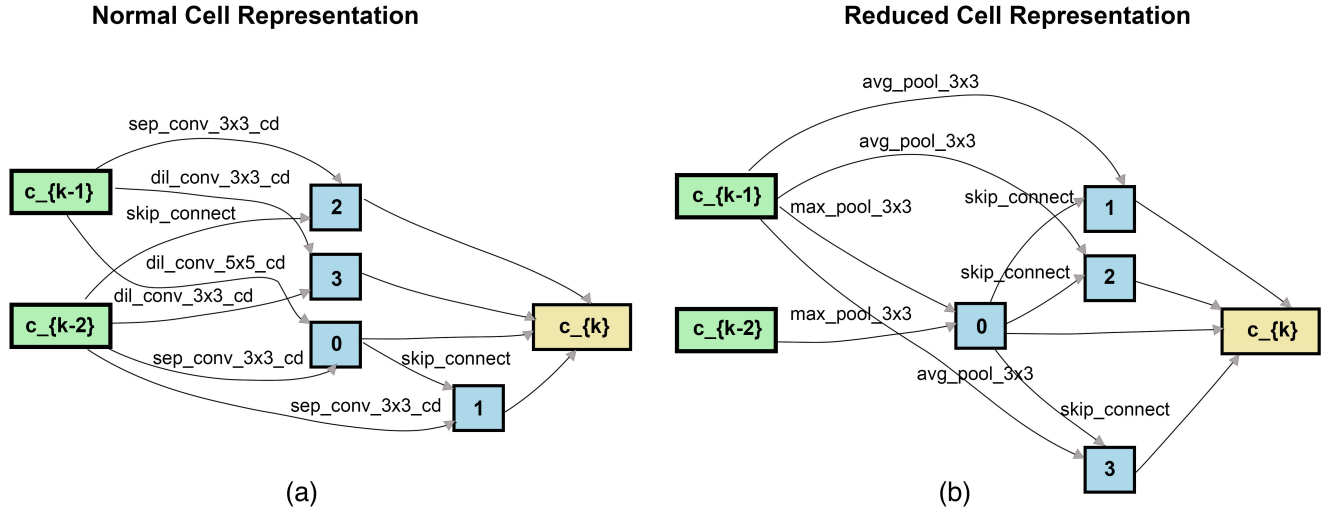 Normal Cell Representation
sep_conv_3x3_cd
c_{k-1}
dil_conv_3x3_cd
2
skip_connect
dil_conv_5x5_cd
3
dil_conv_3x3_cd
c_{k-2}
c_{k}
0
sep_conv_3x3_cd
skip_connect
sep_conv_3x3_cd
1
(a)
Reduced Cell Representation
avg_pool_3x3
avg_pool_3x3
c_{k-1}
max_pool_3x3
skip_connect
1
skip_connect
2
c_{k-2}
max_pool_3x3
0
c_{k}
avg_pool_3x3
skip_connect
3
(b)